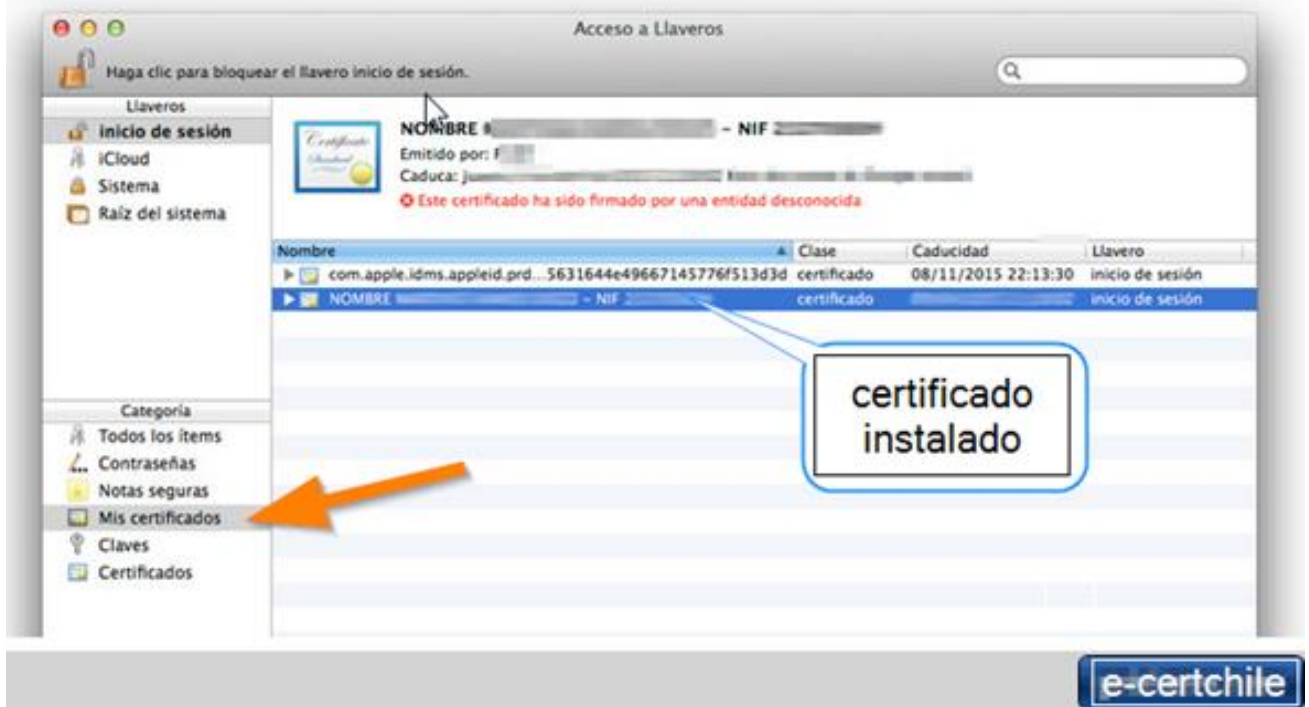 Acceso a Llaveros
Haga clic para bloquear el llavero inicio de sesión.
Llaveros
inicio de sesión
iCloud
Sistema
Raíz del sistema
Certificate
Standard
NOMBRE – NIF
Emitido por:
Caduca:
Este certificado ha sido firmado por una entidad desconocida
Nombre Clase Caducidad Llavero
com.apple.idms.appleid.prd...5631644e49667145776f513d3d certificado 08/11/2015 22:13:30 inicio de sesión
NOMBRE – NIF certificado inicio de sesión
certificado
instalado
Categoría
Todos los ítems
Contraseñas
Notas seguras
Mis certificados
Claves
Certificados
e-certchile